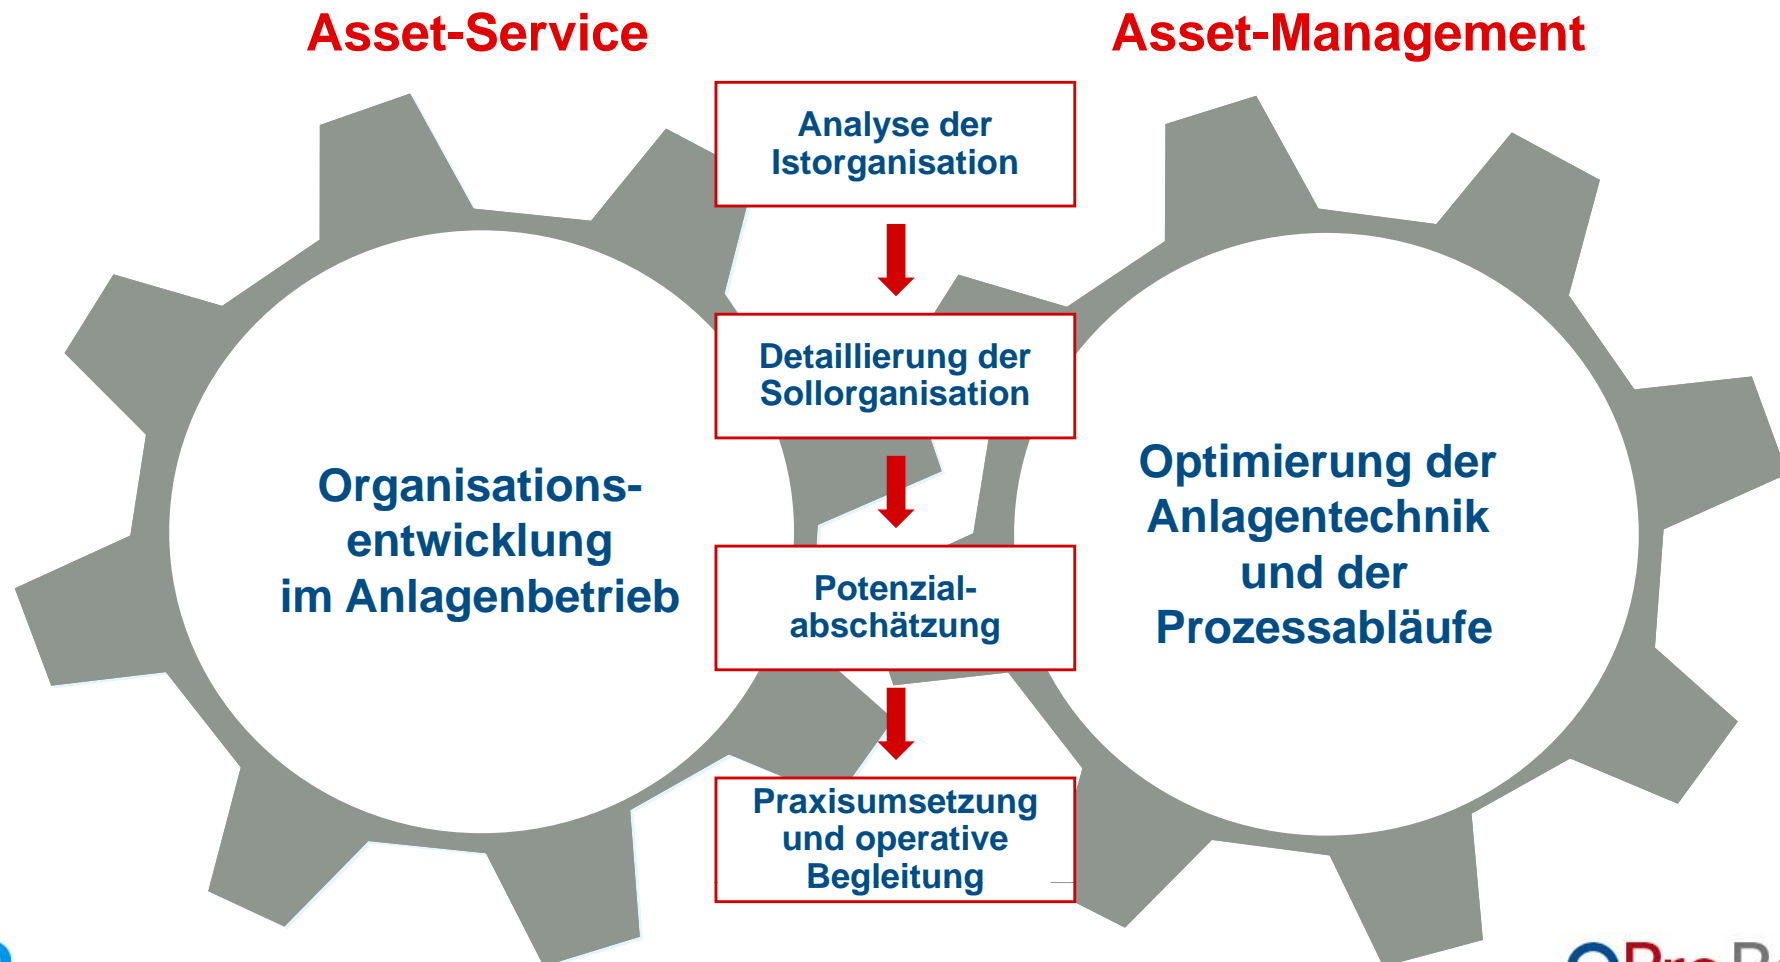 Asset-Service
Asset-Management
Analyse der
Istorganisation
Detaillierung der
Sollorganisation
Organisations-
entwicklung
im Anlagenbetrieb
Optimierung der
Anlagentechnik
und der
Prozessabläufe
Potenzial-
abschätzung
Praxisumsetzung
und operative
Begleitung